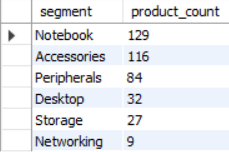 segment product_count
Notebook 129
Accessories 116
Peripherals 84
Desktop 32
Storage 27
Networking 9